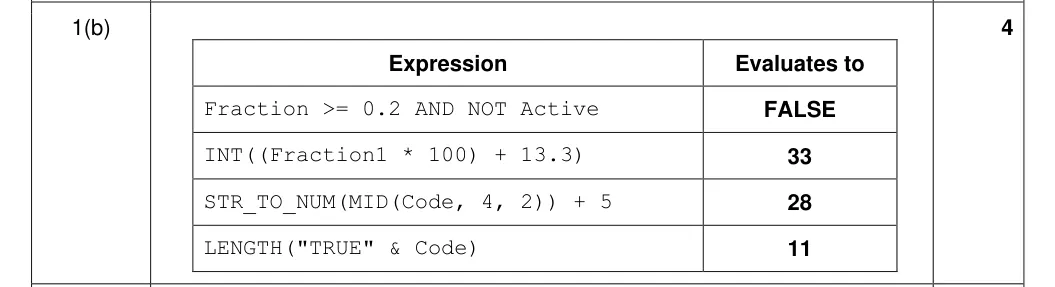 1(b) 4
Expression Evaluates to
Fraction >= 0.2 AND NOT Active FALSE
INT((Fraction1 * 100) + 13.3) 33
STR_TO_NUM(MID(Code, 4, 2)) + 5 28
LENGTH("TRUE" & Code) 11